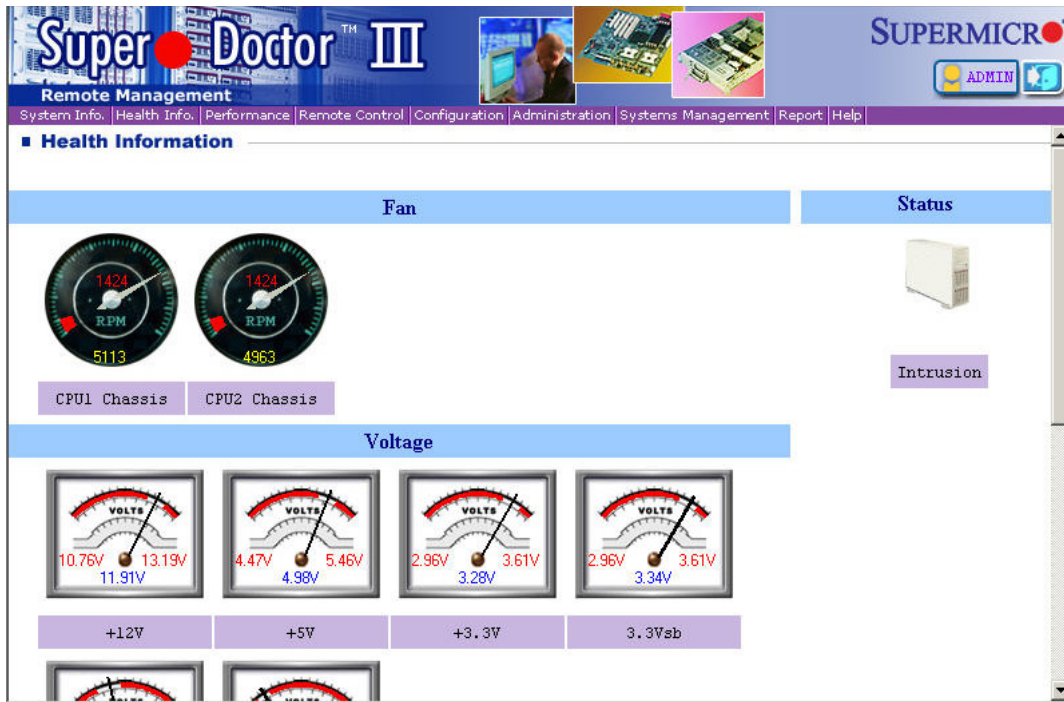 Super Doctor ™ III
SUPERMICR
ADMIN
Remote Management
System Info. Health Info. Performance Remote Control Configuration Administration Systems Management Report Help
Health Information
Fan
Status
1424
RPM
5113
1424
RPM
4963
CPU1 Chassis
CPU2 Chassis
Intrusion
Voltage
VOLTS
10.76V 13.19V
11.91V
VOLTS
4.47V 5.46V
4.98V
VOLTS
2.96V 3.61V
3.28V
VOLTS
2.96V 3.61V
3.34V
+12V
+5V
+3.3V
3.3Vsb